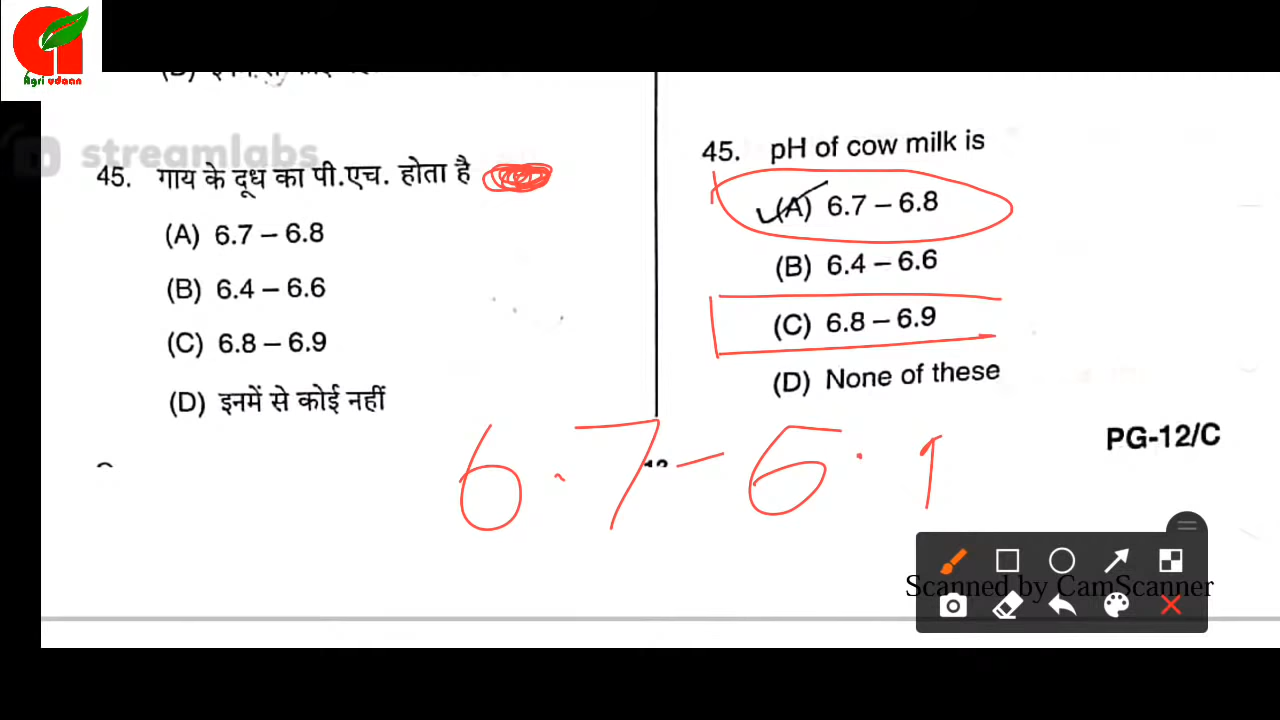 Agri udaan
streamlabs
45. गाय के दूध का पी.एच. होता है
(A) 6.7 – 6.8
(B) 6.4 – 6.6
(C) 6.8 – 6.9
(D) इनमें से कोई नहीं
45. pH of cow milk is
(A) 6.7 – 6.8
(B) 6.4 – 6.6
(C) 6.8 – 6.9
(D) None of these
PG-12/C
6.7 – 6.
Scanned by CamScanner